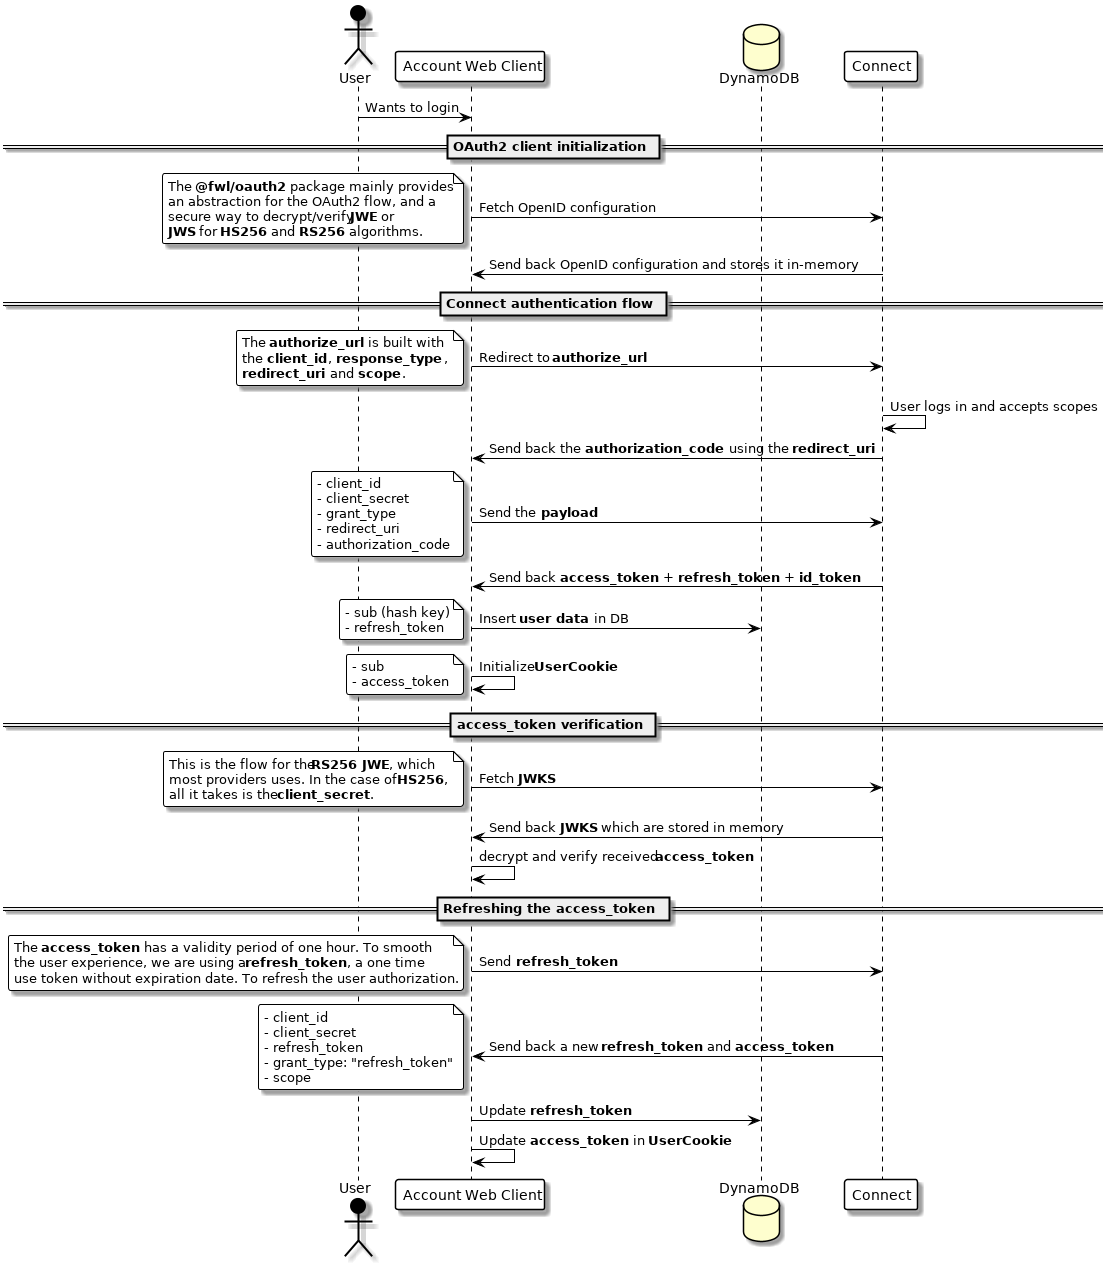 User
Account Web Client
DynamoDB
Connect
Wants to login
OAuth2 client initialization
The @fwl/oauth2 package mainly provides
an abstraction for the OAuth2 flow, and a
secure way to decrypt/verify JWE or
JWS for HS256 and RS256 algorithms.
Fetch OpenID configuration
Send back OpenID configuration and stores it in-memory
Connect authentication flow
The authorize_url is built with
the client_id, response_type,
redirect_uri and scope.
Redirect to authorize_url
User logs in and accepts scopes
Send back the authorization_code using the redirect_uri
- client_id
- client_secret
- grant_type
- redirect_uri
- authorization_code
Send the payload
Send back access_token + refresh_token + id_token
- sub (hash key)
- refresh_token
Insert user data in DB
- sub
- access_token
Initialize UserCookie
access_token verification
This is the flow for the RS256 JWE, which
most providers uses. In the case of HS256,
all it takes is the client_secret.
Fetch JWKS
Send back JWKS which are stored in memory
decrypt and verify received access_token
Refreshing the access_token
The access_token has a validity period of one hour. To smooth
the user experience, we are using a refresh_token, a one time
use token without expiration date. To refresh the user authorization.
Send refresh_token
- client_id
- client_secret
- refresh_token
- grant_type: "refresh_token"
- scope
Send back a new refresh_token and access_token
Update refresh_token
Update access_token in UserCookie
User
Account Web Client
DynamoDB
Connect